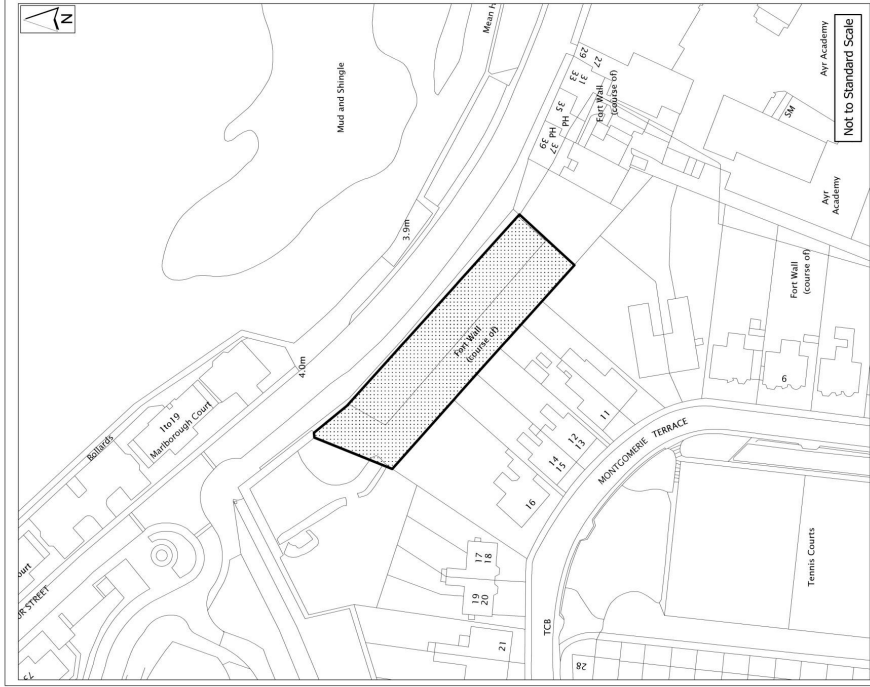 N
Mud and Shingle
Mean H
3.9m
4.0m
Bollards
1to19
Marlborough Court
ourt
OR STREET
73
29
27
33
31
35
PH
PH
39
37
Fort Wall
(course of)
Ayr Academy
Not to Standard Scale
SM
Ayr
Academy
Fort Wall
(course of)
Fort Wall
(course of)
6
11
12
13
14
15
16
MONTGOMERIE TERRACE
17
18
19
20
21
TCB
28
Tennis Courts